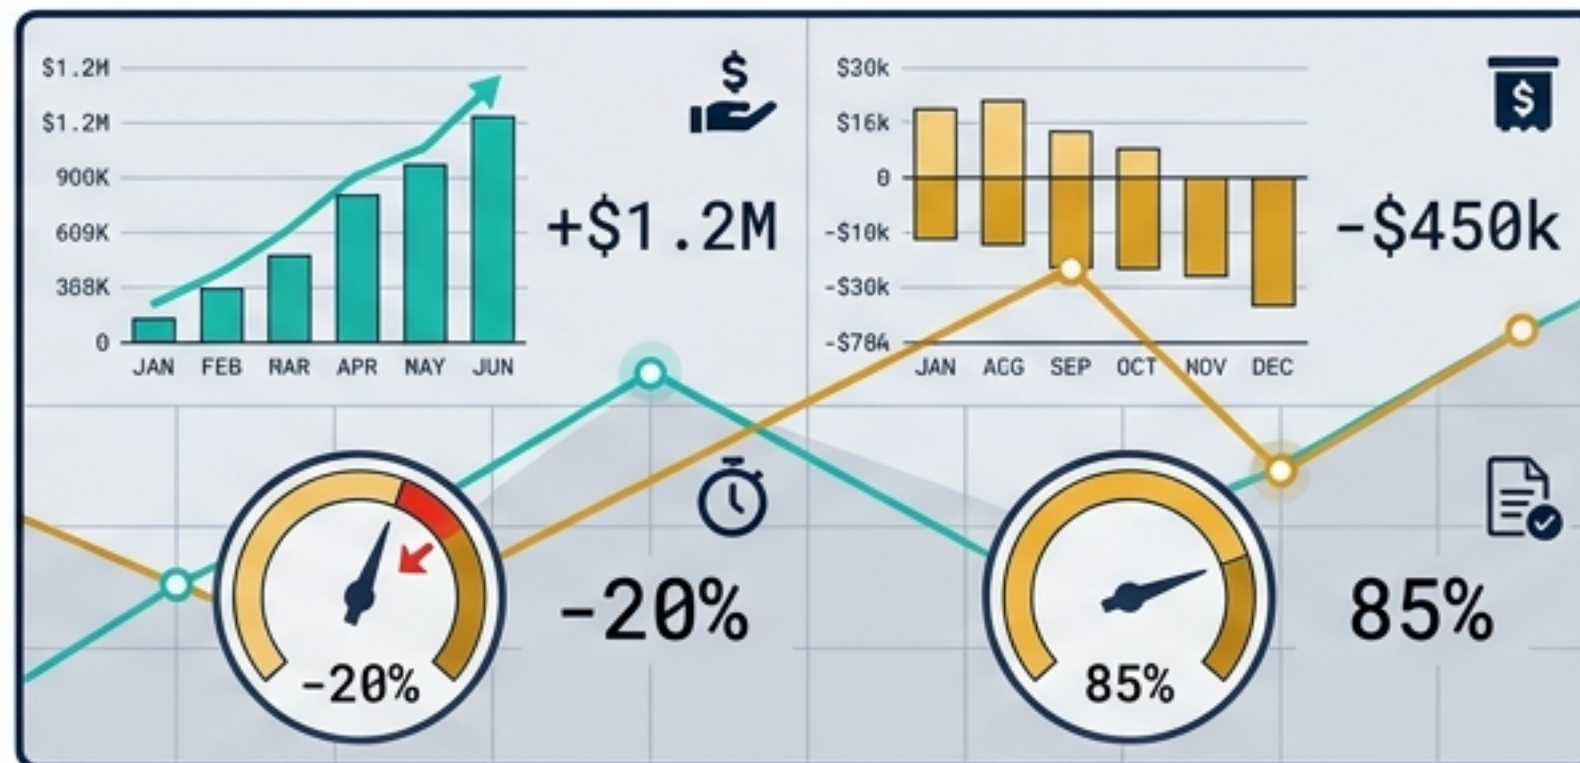 $1.2M
$1.2M
900K
609K
368K
0
JAN FEB RAR APR NAY JUN
$
+$1.2M
$30k
$16k
0
-$10k
-$30k
-$784
JAN AGG SEP OCT NOV DEC
$
-$450k
-20%
-20%
85%
85%